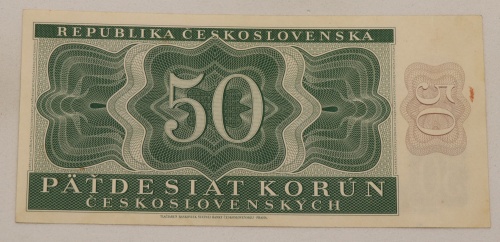 REPUBLIKA ČESKOSLOVENSKÁ
50
50
PÄŤDESIAT KORÚN
ČESKOSLOVENSKÝCH